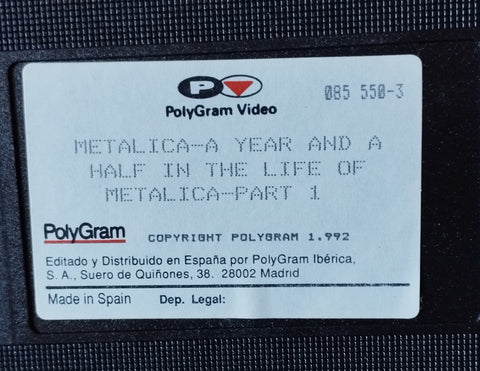 P
PolyGram Video
085 550-3
METALICA-A YEAR AND A
HALF IN THE LIFE OF
METALICA-PART 1
PolyGram
COPYRIGHT POLYGRAM 1.992
Editado y Distribuido en España por PolyGram Ibérica,
S. A., Suero de Quiñones, 38. 28002 Madrid
Made in Spain
Dep. Legal: